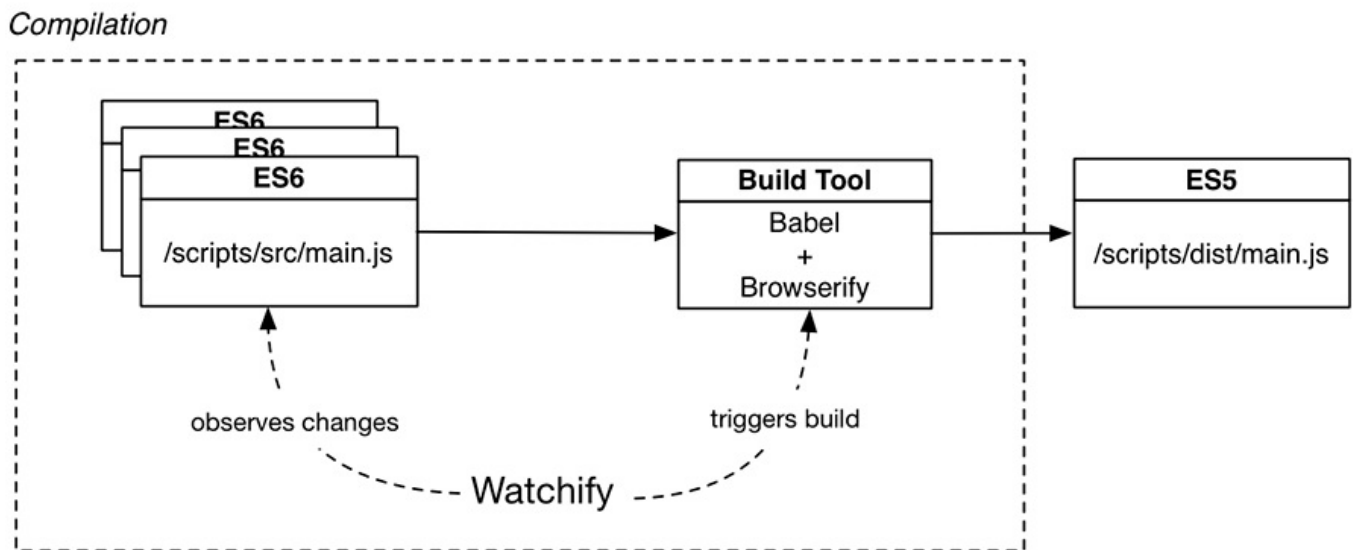 Compilation
ES6
ES6
ES6
/scripts/src/main.js
Build Tool
Babel
+
Browserify
ES5
/scripts/dist/main.js
observes changes
triggers build
Watchify